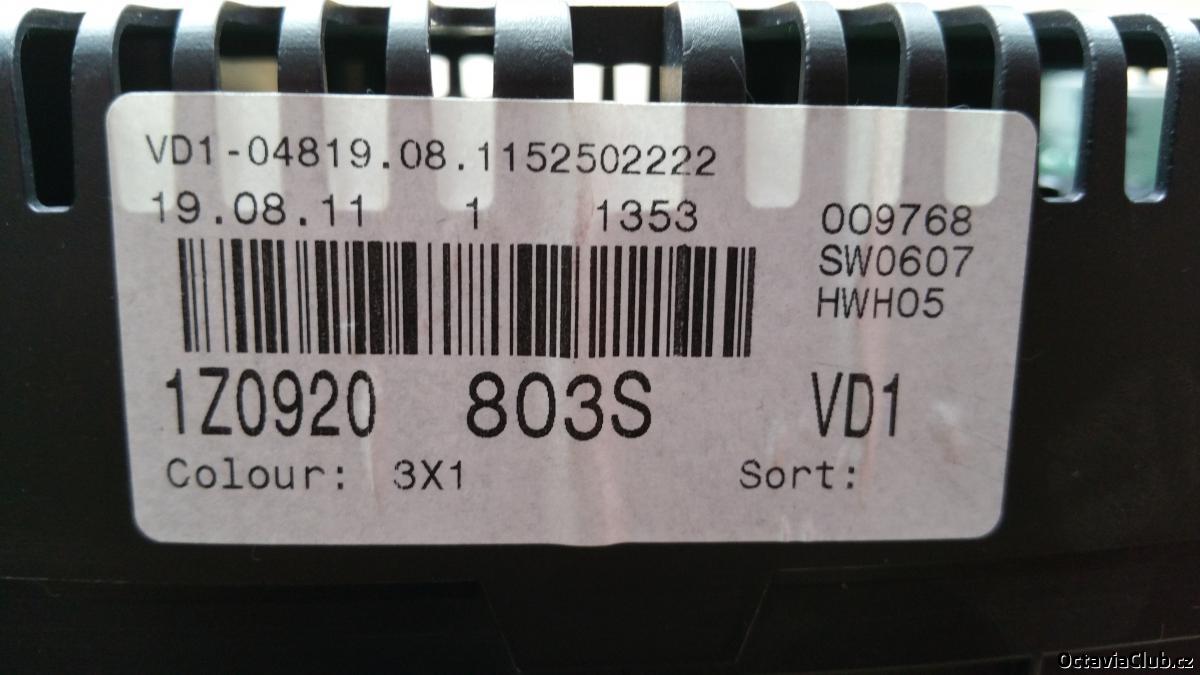 VD1-04819.08.1152502222
19.08.11 1 1353 009768
SW0607
HWH05
1Z0920 803S VD1
Colour: 3X1 Sort:
OctaviaClub.cz